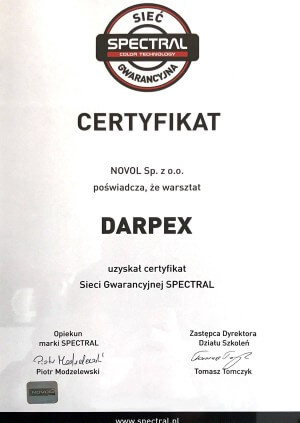 SIEĆ
SPECTRAL
COLOR TECHNOLOGY
GWARANCYJNA
CERTYFIKAT
NOVOL Sp. z o.o.
poświadcza, że warsztat
DARPEX
uzyskał certyfikat
Sieci Gwarancyjnej SPECTRAL
Opiekun
marki SPECTRAL
Piotr Modzelewski
Zastępca Dyrektora
Działu Szkoleń
Tomasz Tomczyk
www.spectral.pl